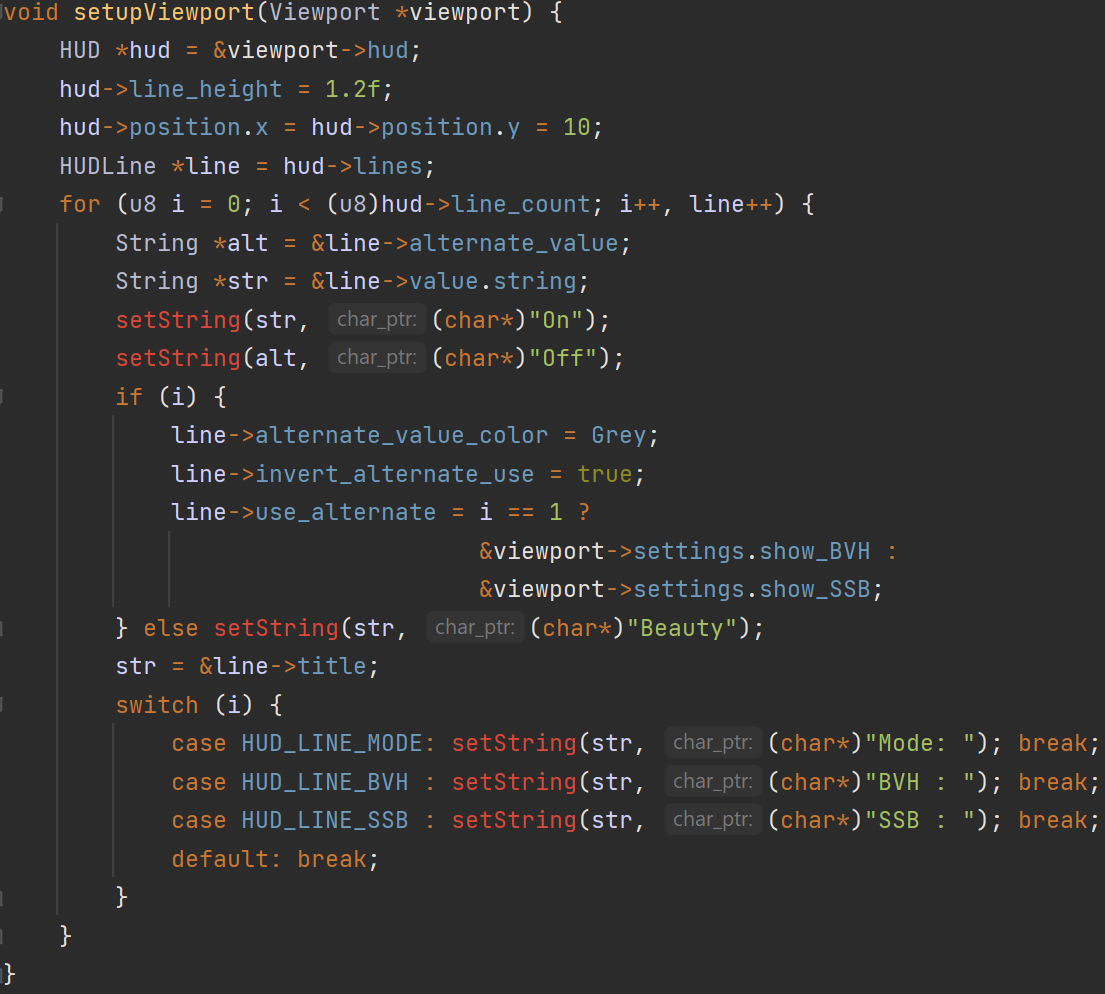 void setupViewport(Viewport *viewport) {
    HUD *hud = &viewport->hud;
    hud->line_height = 1.2f;
    hud->position.x = hud->position.y = 10;
    HUDLine *line = hud->lines;
    for (u8 i = 0; i < (u8)hud->line_count; i++, line++) {
        String *alt = &line->alternate_value;
        String *str = &line->value.string;
        setString(str, char_ptr: (char*)"On");
        setString(alt, char_ptr: (char*)"Off");
        if (i) {
            line->alternate_value_color = Grey;
            line->invert_alternate_use = true;
            line->use_alternate = i == 1 ?
                                  &viewport->settings.show_BVH :
                                  &viewport->settings.show_SSB;
        } else setString(str, char_ptr: (char*)"Beauty");
        str = &line->title;
        switch (i) {
            case HUD_LINE_MODE: setString(str, char_ptr: (char*)"Mode: "); break;
            case HUD_LINE_BVH : setString(str, char_ptr: (char*)"BVH : "); break;
            case HUD_LINE_SSB : setString(str, char_ptr: (char*)"SSB : "); break;
            default: break;
        }
    }
}